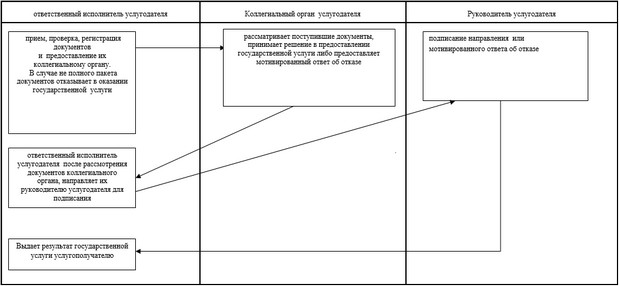 ответственный исполнитель услугодателя
Коллегиальный орган услугодателя
Руководитель услугодателя
прием, проверка, регистрация
документов
и предоставление их
коллегиальному органу.
В случае не полного пакета
документов отказывает в оказании
государственной услуги
рассматривает поступившие документы,
принимает решение в предоставлении
государственной услуги либо предоставляет
мотивированный ответ об отказе
подписание направления или
мотивированного ответа об отказе
ответственный исполнитель
услугодателя после рассмотрения
документов коллегиального
органа, направляет их
руководителю услугодателя для
подписания
Выдает результат государственной
услуги услугополучателю